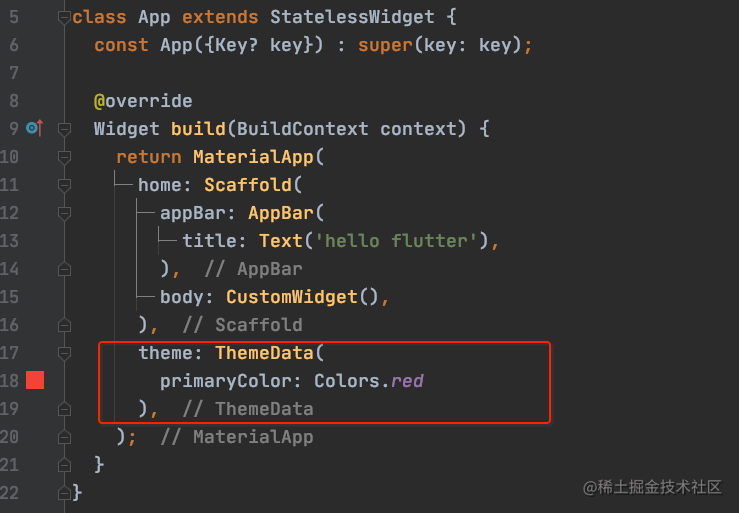 5 class App extends StatelessWidget {
6   const App({Key? key}) : super(key: key);
7
8   @override
9   Widget build(BuildContext context) {
10     return MaterialApp(
11       home: Scaffold(
12         appBar: AppBar(
13           title: Text('hello flutter'),
14         ),  // AppBar
15         body: CustomWidget(),
16       ),  // Scaffold
17       theme: ThemeData(
18         primaryColor: Colors.red
19       ),  // ThemeData
20     );  // MaterialApp
21   }
22 }
@稀土掘金技术社区